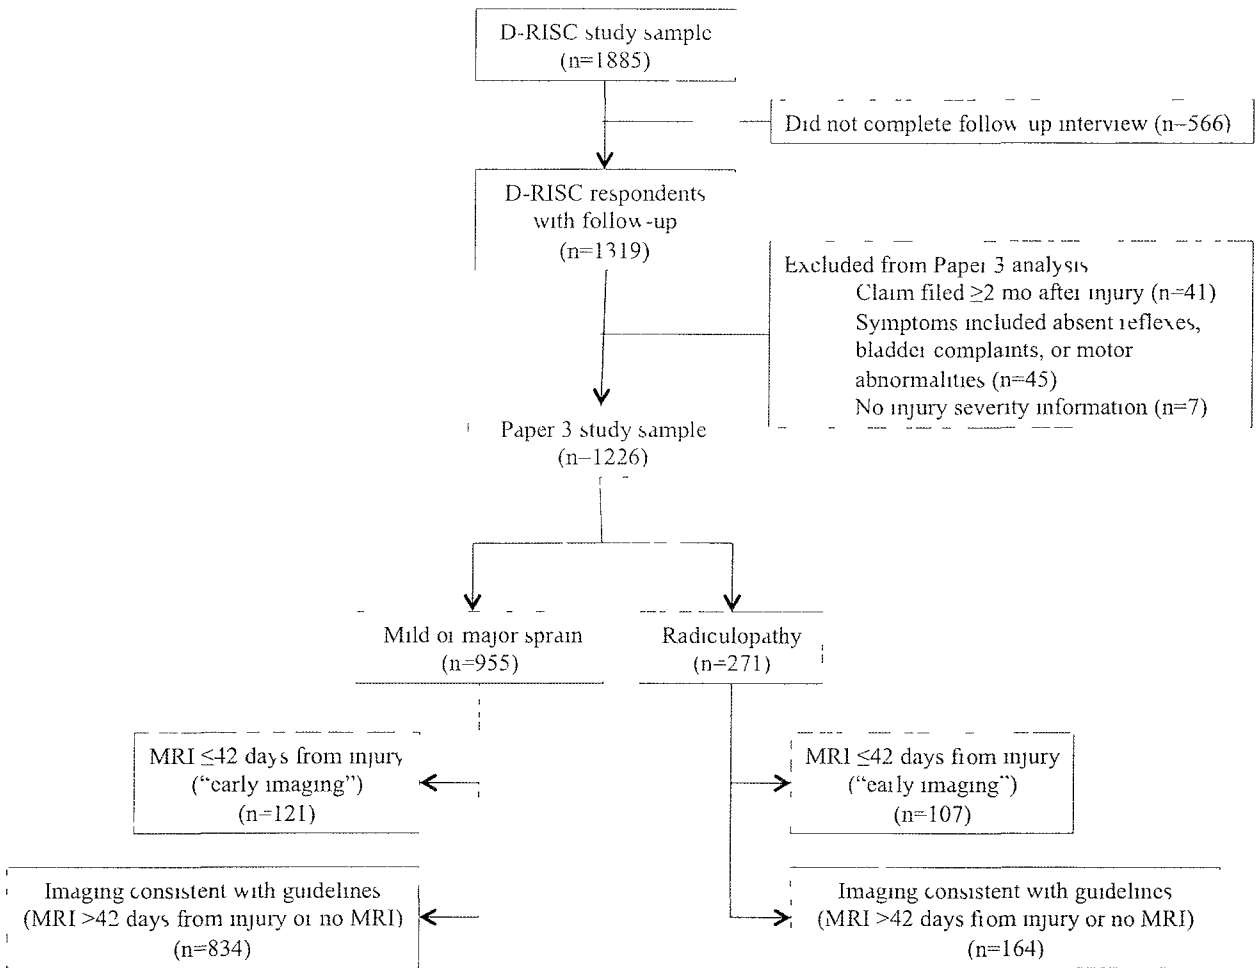 D-RISC study sample
(n=1885)
Did not complete follow up interview (n=566)
D-RISC respondents
with follow-up
(n=1319)
Excluded from Paper 3 analysis
Claim filed ≥2 mo after injury (n=41)
Symptoms included absent reflexes,
bladder complaints, or motor
abnormalities (n=45)
No injury severity information (n=7)
Paper 3 study sample
(n=1226)
Mild or major sprain
(n=955)
Radiculopathy
(n=271)
MRI ≤42 days from injury
(“early imaging”)
(n=121)
MRI ≤42 days from injury
(“early imaging”)
(n=107)
Imaging consistent with guidelines
(MRI >42 days from injury or no MRI)
(n=834)
Imaging consistent with guidelines
(MRI >42 days from injury or no MRI)
(n=164)